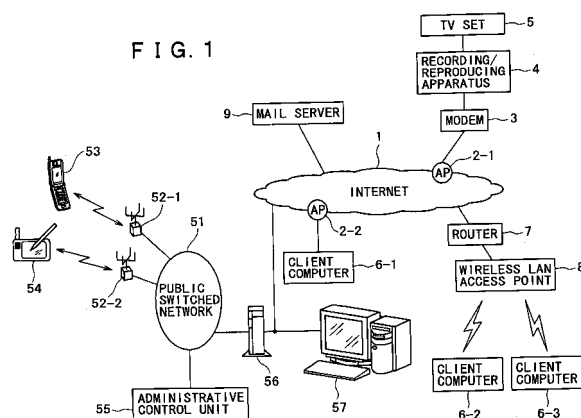 FIG. 1
TV SET
5
RECORDING/
REPRODUCING
APPARATUS
4
MODEM
3
9
MAIL SERVER
1
2-1
AP
INTERNET
AP
2-2
CLIENT
COMPUTER
6-1
ROUTER
7
WIRELESS LAN
ACCESS POINT
8
CLIENT
COMPUTER
6-2
CLIENT
COMPUTER
6-3
53
52-1
54
52-2
51
PUBLIC
SWITCHED
NETWORK
56
57
55
ADMINISTRATIVE
CONTROL UNIT